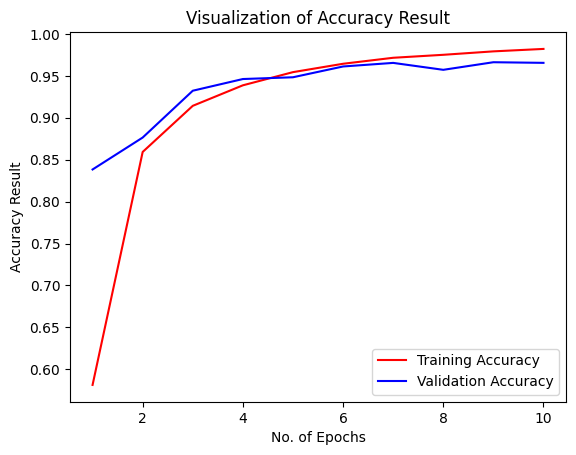 Visualization of Accuracy Result
1.00
0.95
0.90
0.85
0.80
0.75
0.70
0.65
0.60
Accuracy Result
Training Accuracy
Validation Accuracy
2
4
6
8
10
No. of Epochs